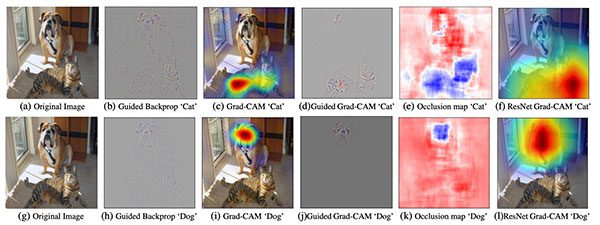 (a) Original Image (b) Guided Backprop ‘Cat’ (c) Grad-CAM ‘Cat’ (d)Guided Grad-CAM ‘Cat’ (e) Occlusion map ‘Cat’ (f) ResNet Grad-CAM ‘Cat’
(g) Original Image (h) Guided Backprop ‘Dog’ (i) Grad-CAM ‘Dog’ (j)Guided Grad-CAM ‘Dog’ (k) Occlusion map ‘Dog’ (l)ResNet Grad-CAM ‘Dog’